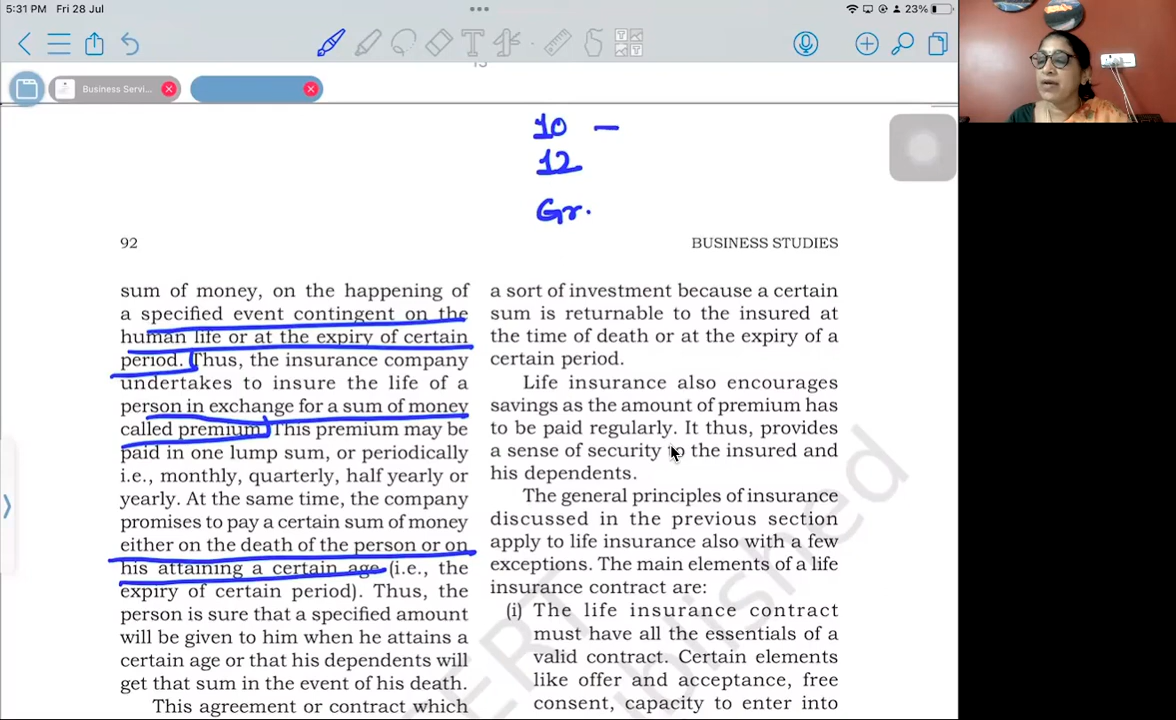 5:31 PM Fri 28 Jul
23%
Business Servi...
10 —
12
Gr.
92
BUSINESS STUDIES
sum of money, on the happening of
a specified event contingent on the
human life or at the expiry of certain
period. Thus, the insurance company
undertakes to insure the life of a
person in exchange for a sum of money
called premium. This premium may be
paid in one lump sum, or periodically
i.e., monthly, quarterly, half yearly or
yearly. At the same time, the company
promises to pay a certain sum of money
either on the death of the person or on
his attaining a certain age (i.e., the
expiry of certain period). Thus, the
person is sure that a specified amount
will be given to him when he attains a
certain age or that his dependents will
get that sum in the event of his death.
This agreement or contract which
a sort of investment because a certain
sum is returnable to the insured at
the time of death or at the expiry of a
certain period.
Life insurance also encourages
savings as the amount of premium has
to be paid regularly. It thus, provides
a sense of security to the insured and
his dependents.
The general principles of insurance
discussed in the previous section
apply to life insurance also with a few
exceptions. The main elements of a life
insurance contract are:
(i) The life insurance contract
must have all the essentials of a
valid contract. Certain elements
like offer and acceptance, free
consent, capacity to enter into